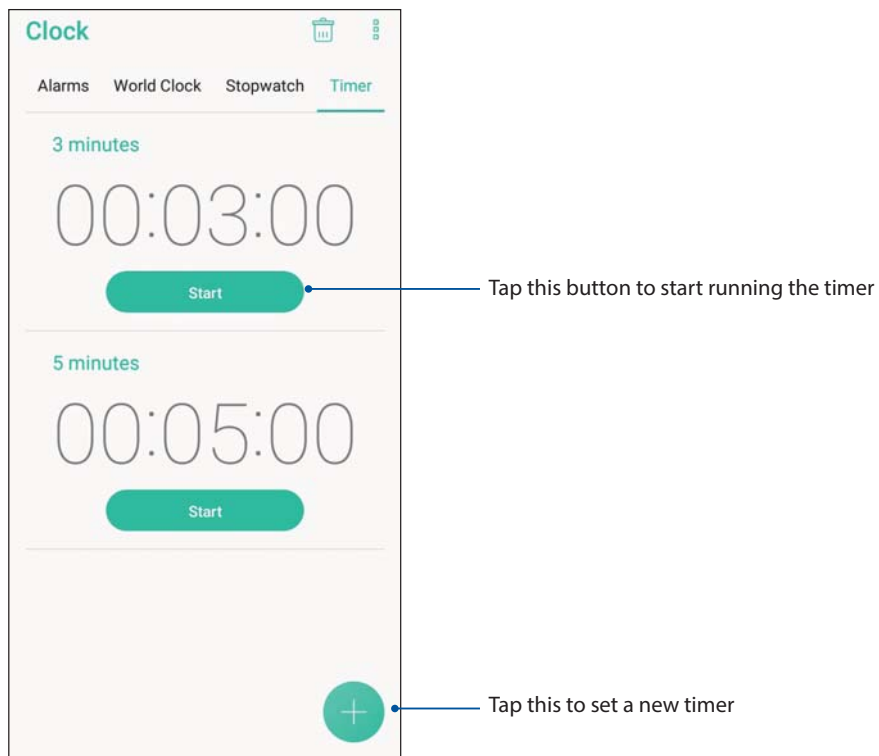 Clock
Alarms World Clock Stopwatch Timer
3 minutes
00:03:00
Start
Tap this button to start running the timer
5 minutes
00:05:00
Start
Tap this to set a new timer